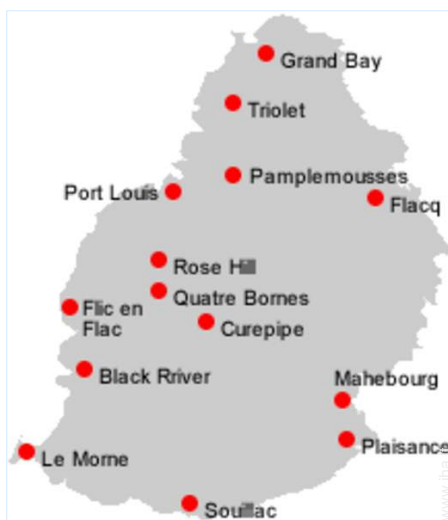 Grand Bay
Triolet
Pamplemousses
Port Louis
Flacq
Rose Hill
Quatre Bornes
Flic en
Flac
Curepipe
Black Rriver
Mahebourg
Plaisance
Le Morne
Souillac